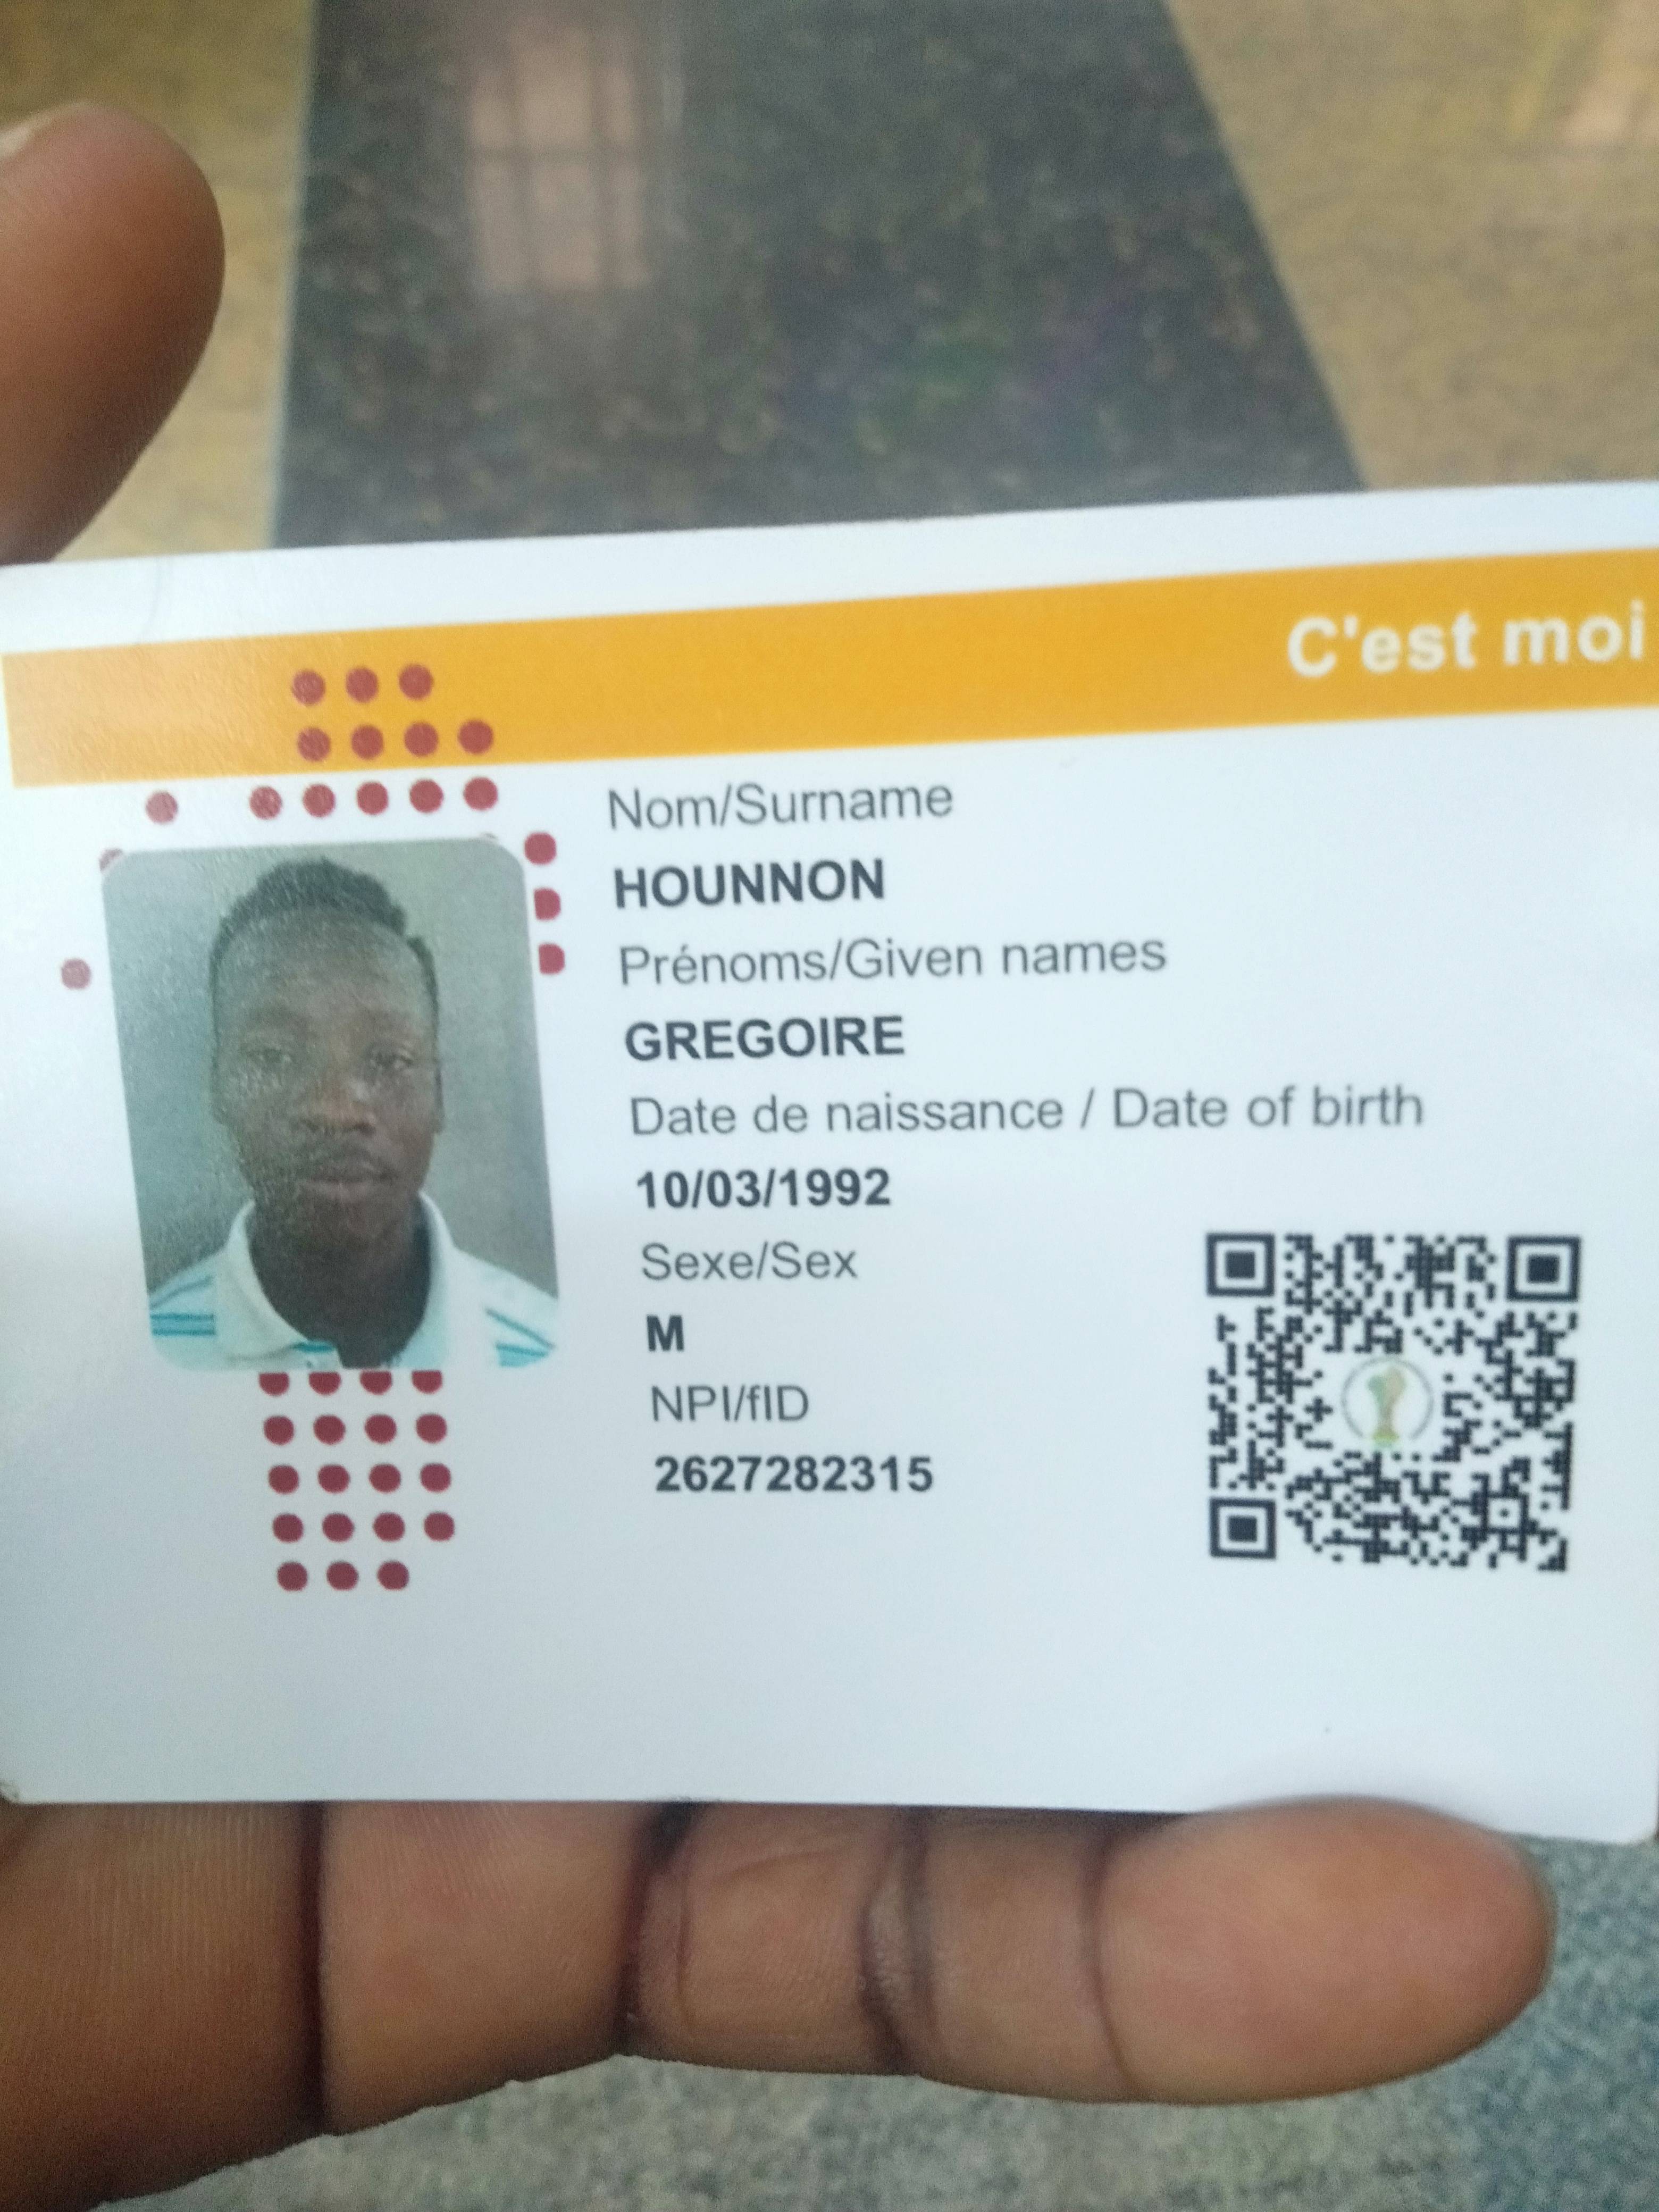 C'est moi
Nom/Surname
HOUNNON
Prénoms/Given names
GREGOIRE
Date de naissance / Date of birth
10/03/1992
Sexe/Sex
M
NPI/fID
2627282315